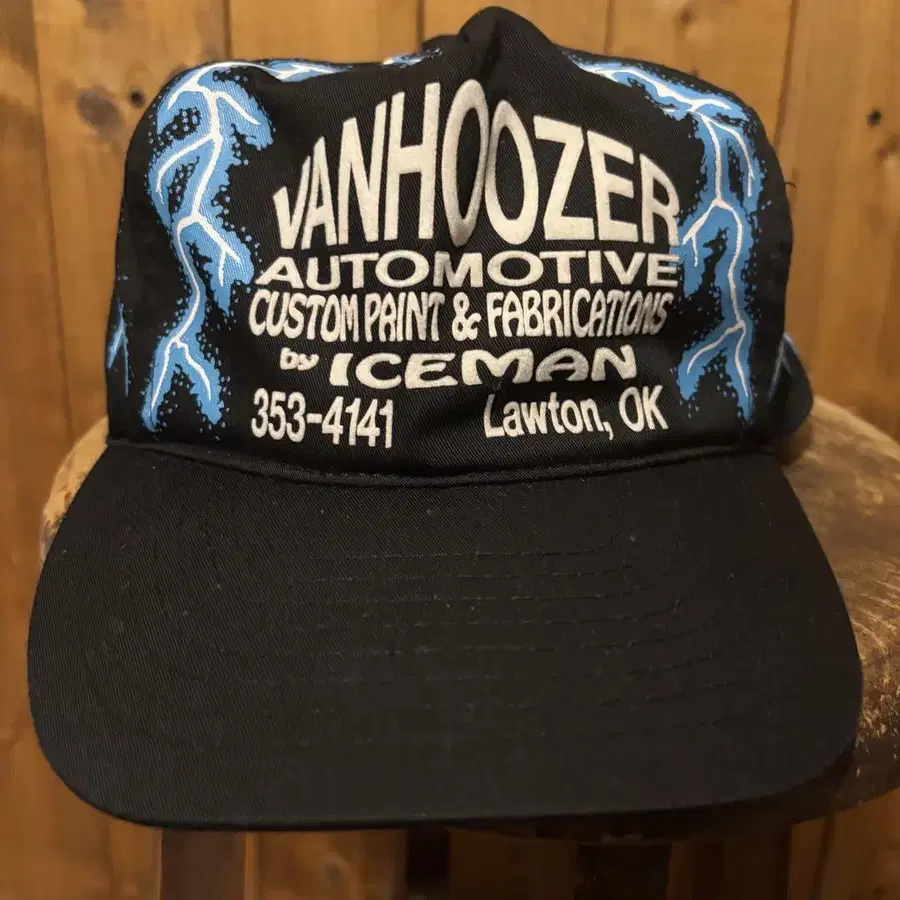 VANHOOZER
AUTOMOTIVE
CUSTOM PAINT & FABRICATIONS
by ICEMAN
353-4141 Lawton, OK